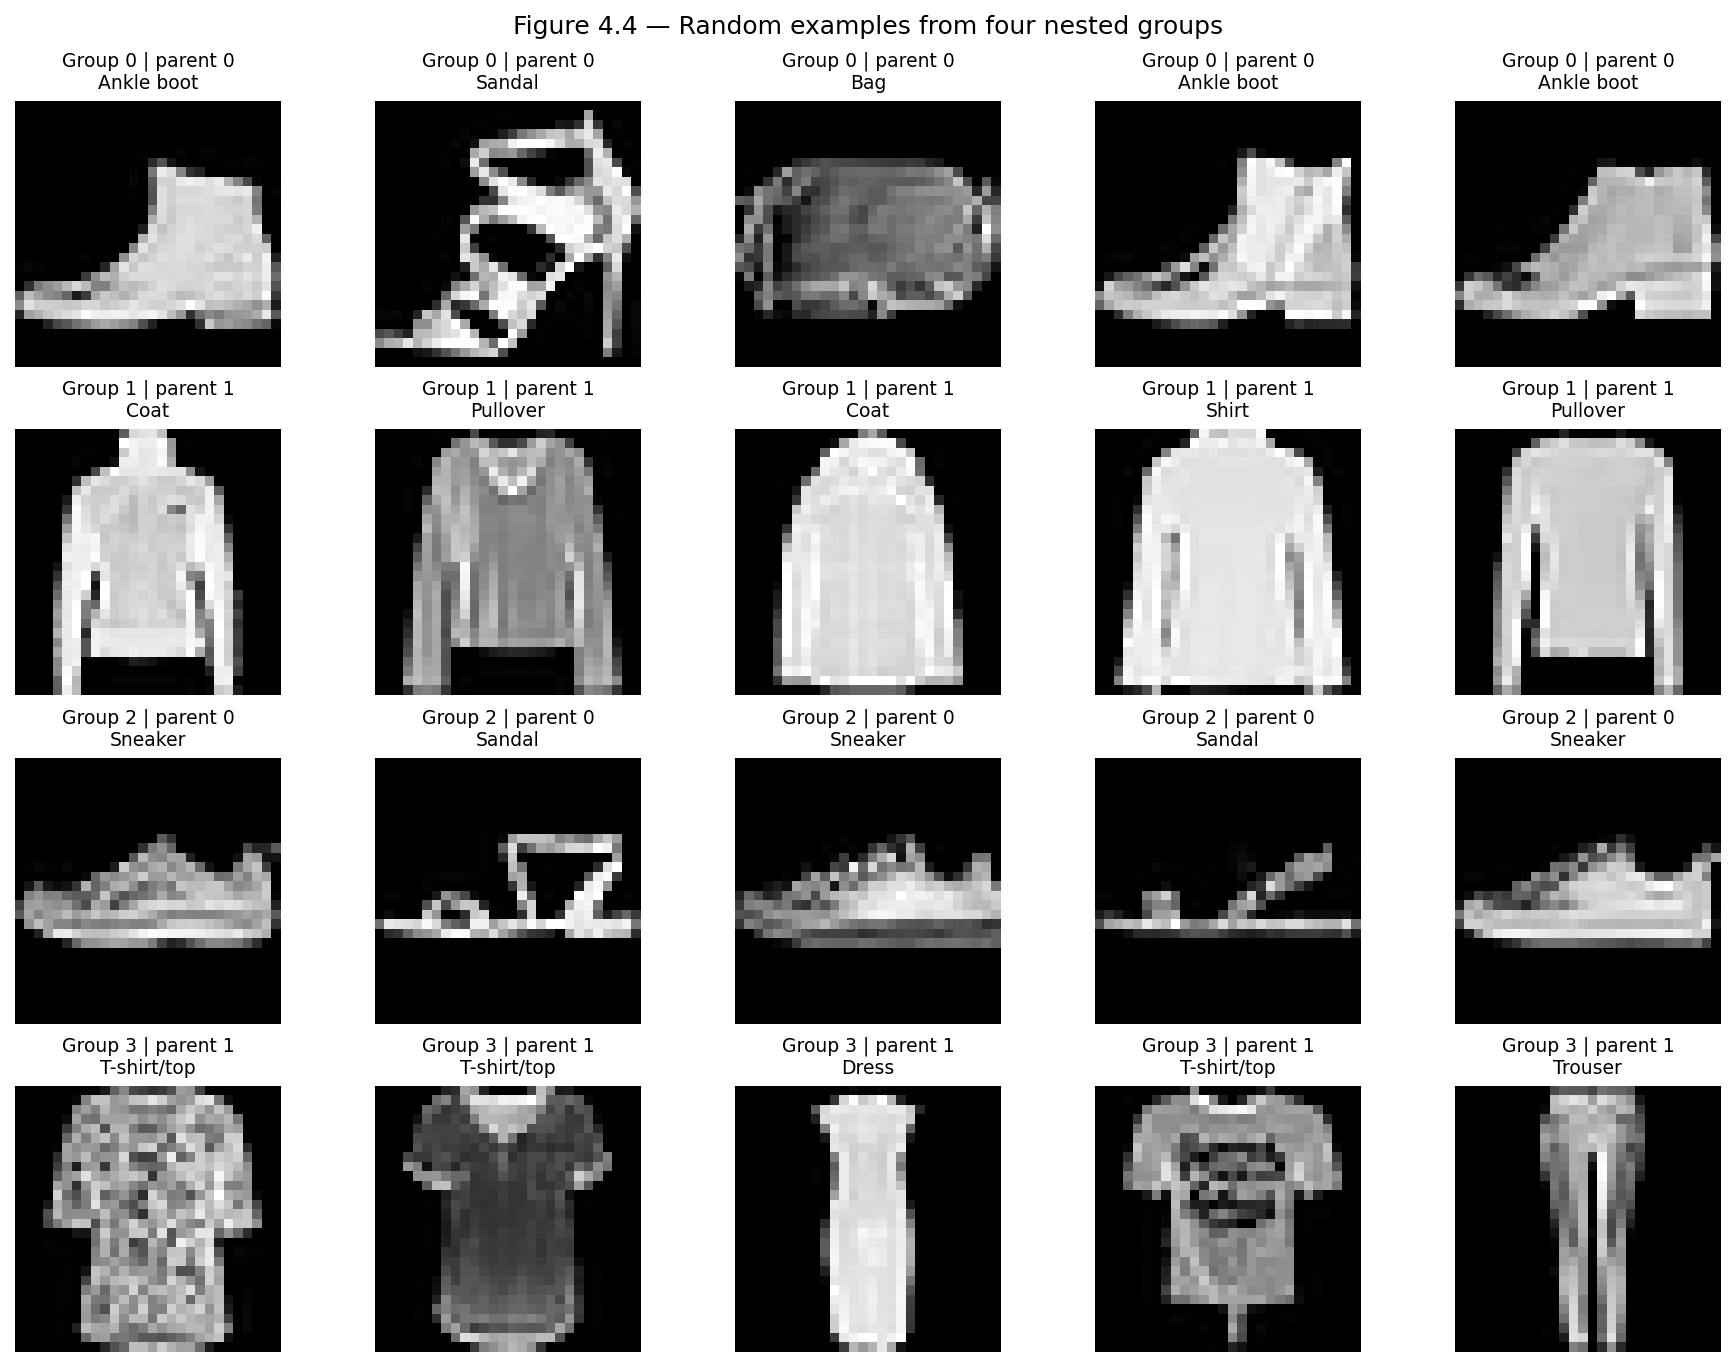 Figure 4.4 — Random examples from four nested groups
Group 0 | parent 0
Ankle boot
Group 0 | parent 0
Sandal
Group 0 | parent 0
Bag
Group 0 | parent 0
Ankle boot
Group 0 | parent 0
Ankle boot
Group 1 | parent 1
Coat
Group 1 | parent 1
Pullover
Group 1 | parent 1
Coat
Group 1 | parent 1
Shirt
Group 1 | parent 1
Pullover
Group 2 | parent 0
Sneaker
Group 2 | parent 0
Sandal
Group 2 | parent 0
Sneaker
Group 2 | parent 0
Sandal
Group 2 | parent 0
Sneaker
Group 3 | parent 1
T-shirt/top
Group 3 | parent 1
T-shirt/top
Group 3 | parent 1
Dress
Group 3 | parent 1
T-shirt/top
Group 3 | parent 1
Trouser